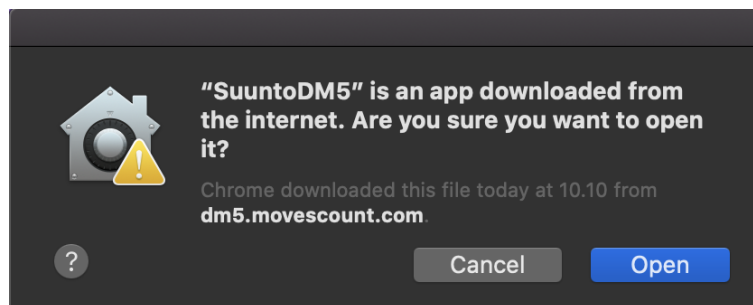 “SuuntoDM5” is an app downloaded from
the internet. Are you sure you want to open
it?
Chrome downloaded this file today at 10.10 from
dm5.movescount.com.
?
Cancel
Open